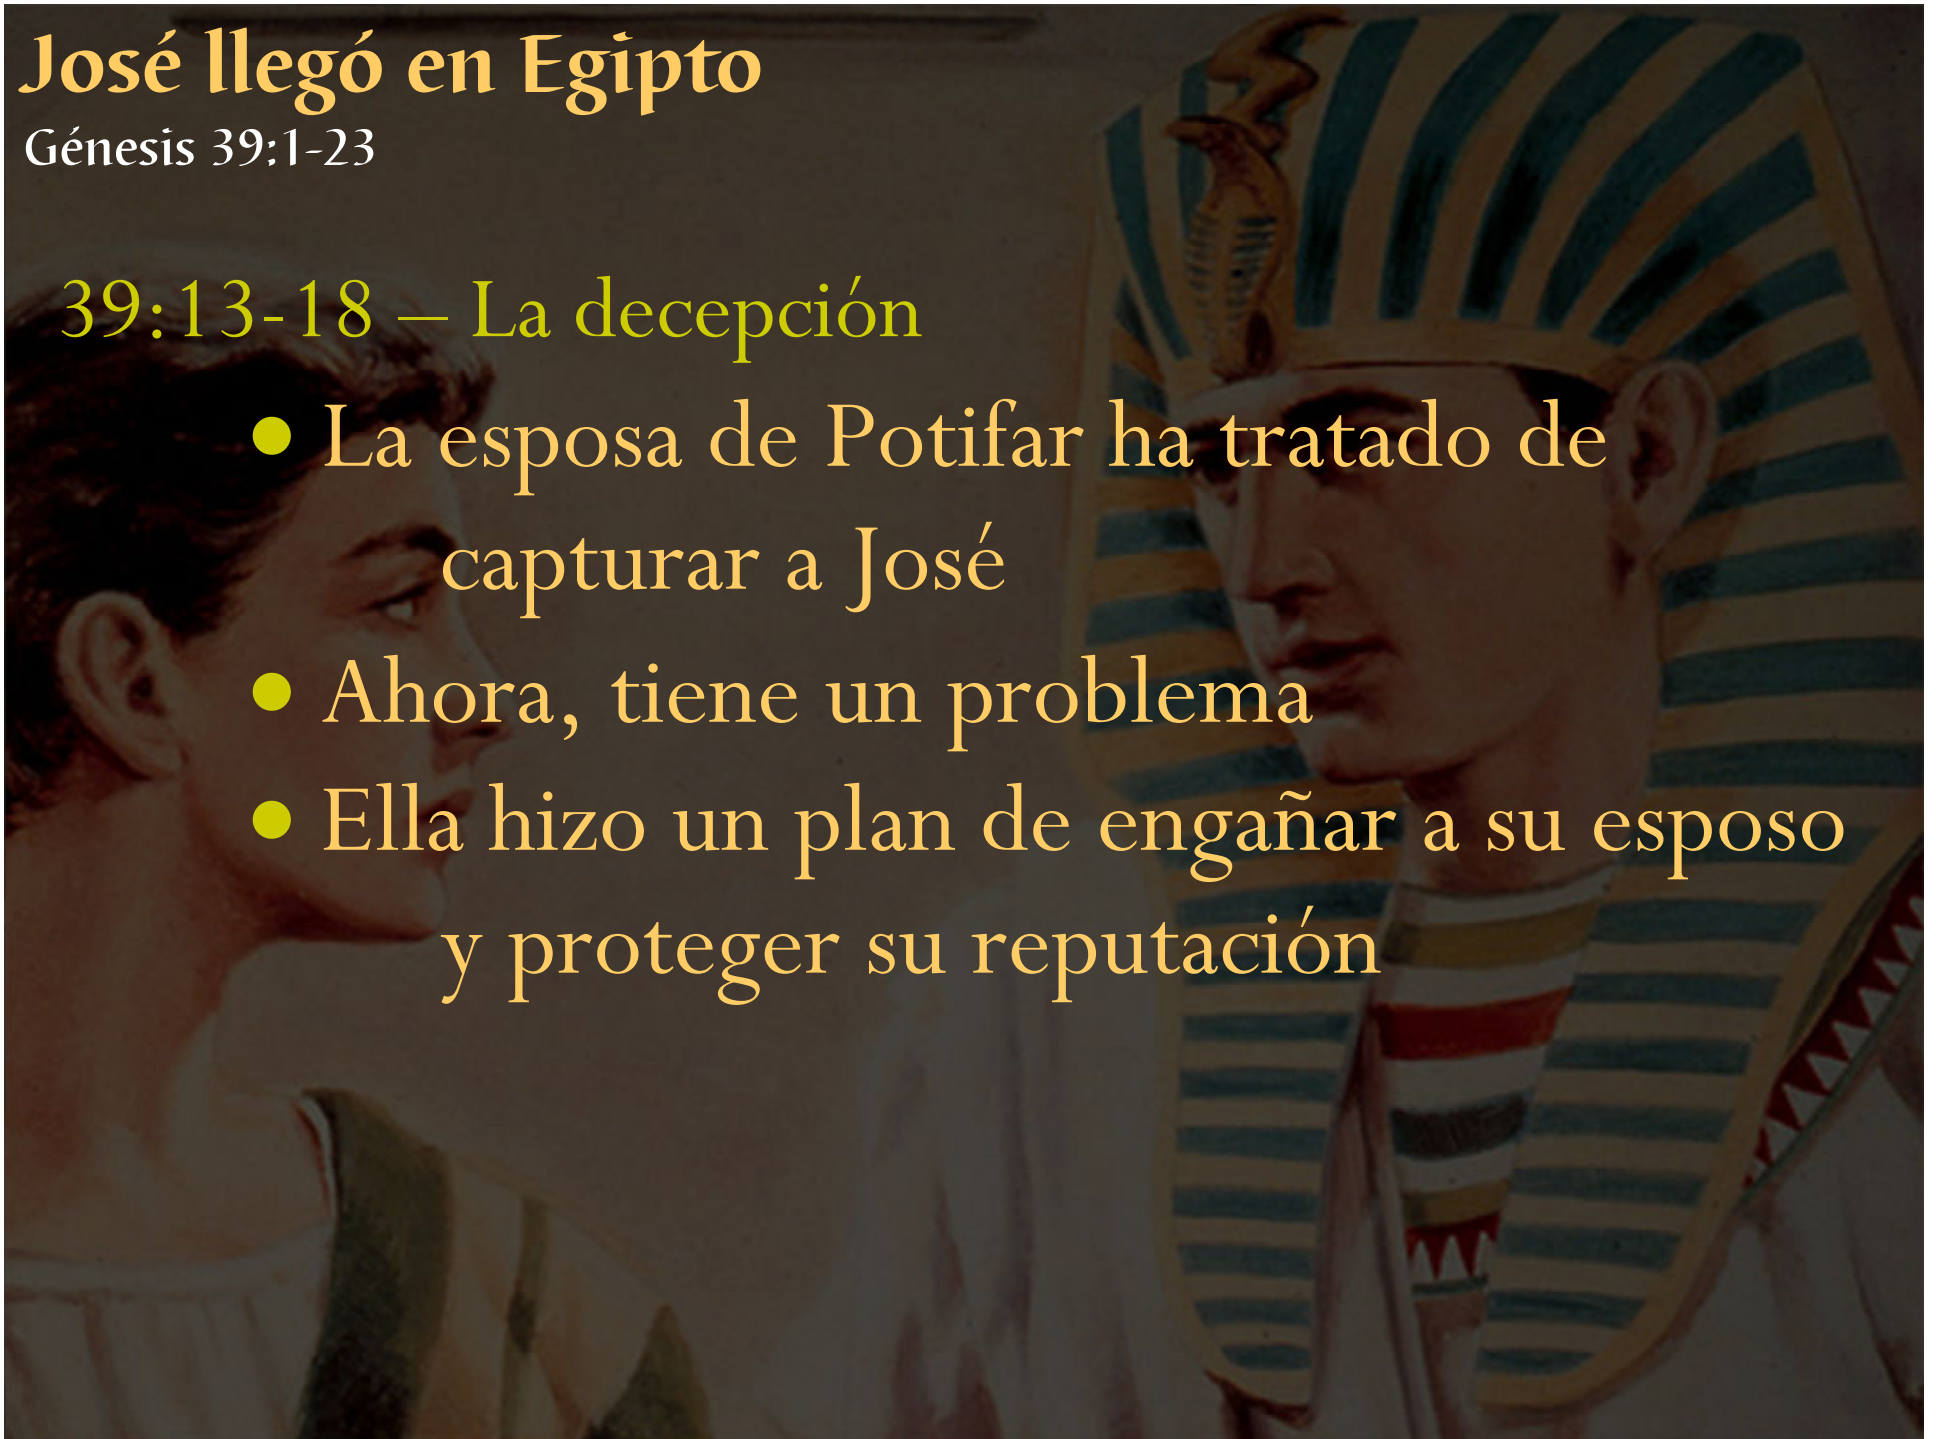 José llegó en Egipto
Génesis 39:1-23
39:13-18 – La decepción
• La esposa de Potifar ha tratado de
capturar a José
• Ahora, tiene un problema
• Ella hizo un plan de engañar a su esposo
y proteger su reputación